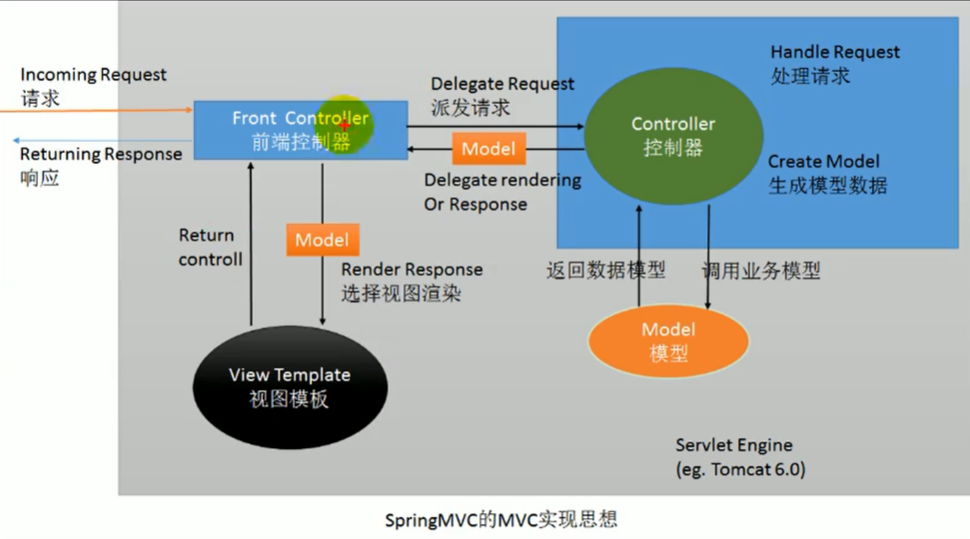 Incoming Request
请求
Returning Response
响应
Front Controller
前端控制器
Delegate Request
派发请求
Model
Delegate rendering
Or Response
Controller
控制器
Handle Request
处理请求
Create Model
生成模型数据
Return
controll
Model
Render Response
选择视图渲染
返回数据模型
调用业务模型
View Template
视图模板
Model
模型
Servlet Engine
(eg. Tomcat 6.0)
SpringMVC的MVC实现思想